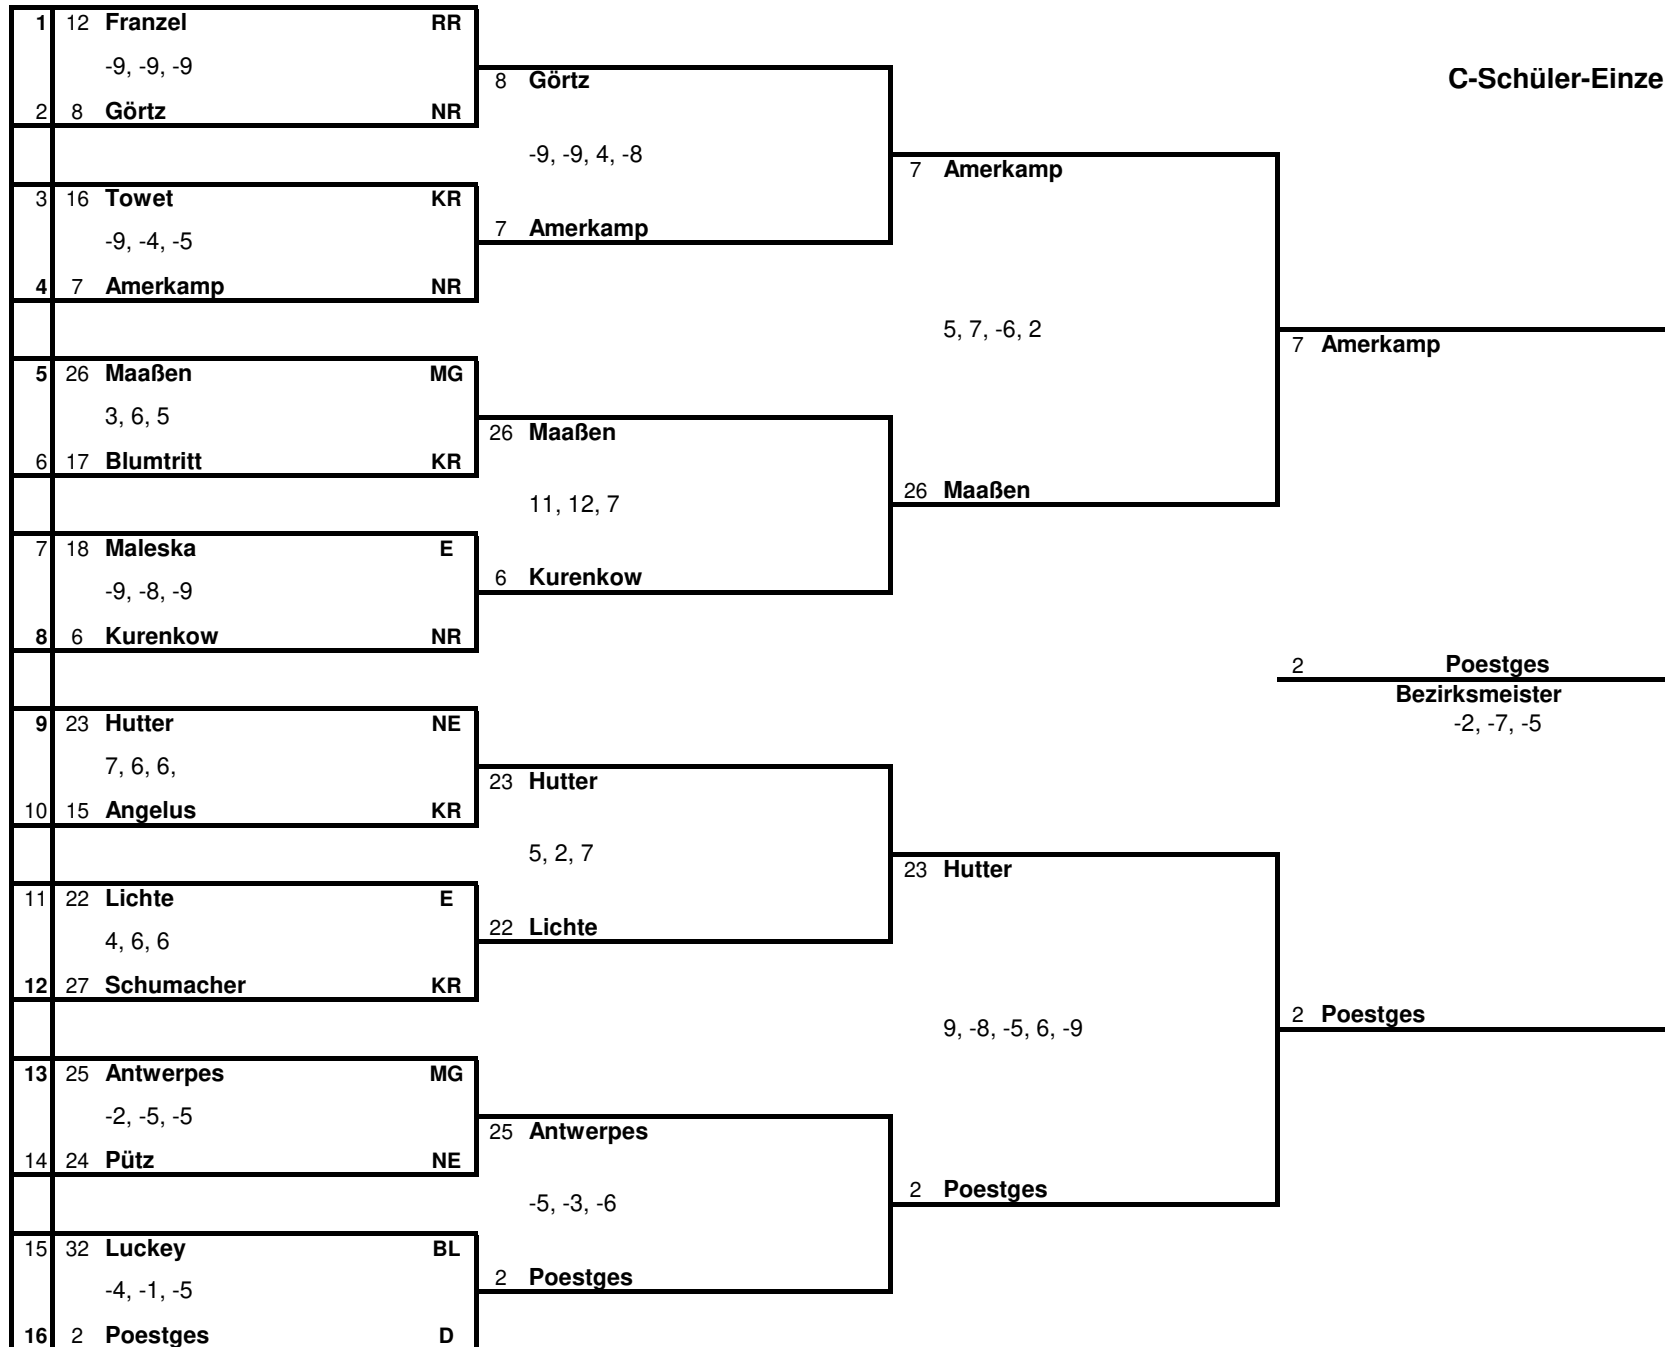 1 12 Franzel RR
-9, -9, -9
8 Görtz
C-Schüler-Einze
2 8 Görtz NR
-9, -9, 4, -8
7 Amerkamp
3 16 Towet KR
-9, -4, -5
7 Amerkamp
4 7 Amerkamp NR
5, 7, -6, 2
7 Amerkamp
5 26 Maaßen MG
3, 6, 5
26 Maaßen
6 17 Blumtritt KR
26 Maaßen
11, 12, 7
7 18 Maleska E
6 Kurenkow
-9, -8, -9
8 6 Kurenkow NR
2 Poestges
Bezirksmeister
-2, -7, -5
9 23 Hutter NE
7, 6, 6,
23 Hutter
10 15 Angelus KR
5, 2, 7
23 Hutter
11 22 Lichte E
22 Lichte
4, 6, 6
12 27 Schumacher KR
2 Poestges
9, -8, -5, 6, -9
13 25 Antwerpes MG
-2, -5, -5
25 Antwerpes
14 24 Pütz NE
2 Poestges
-5, -3, -6
15 32 Luckey BL
2 Poestges
-4, -1, -5
16 2 Poestges D